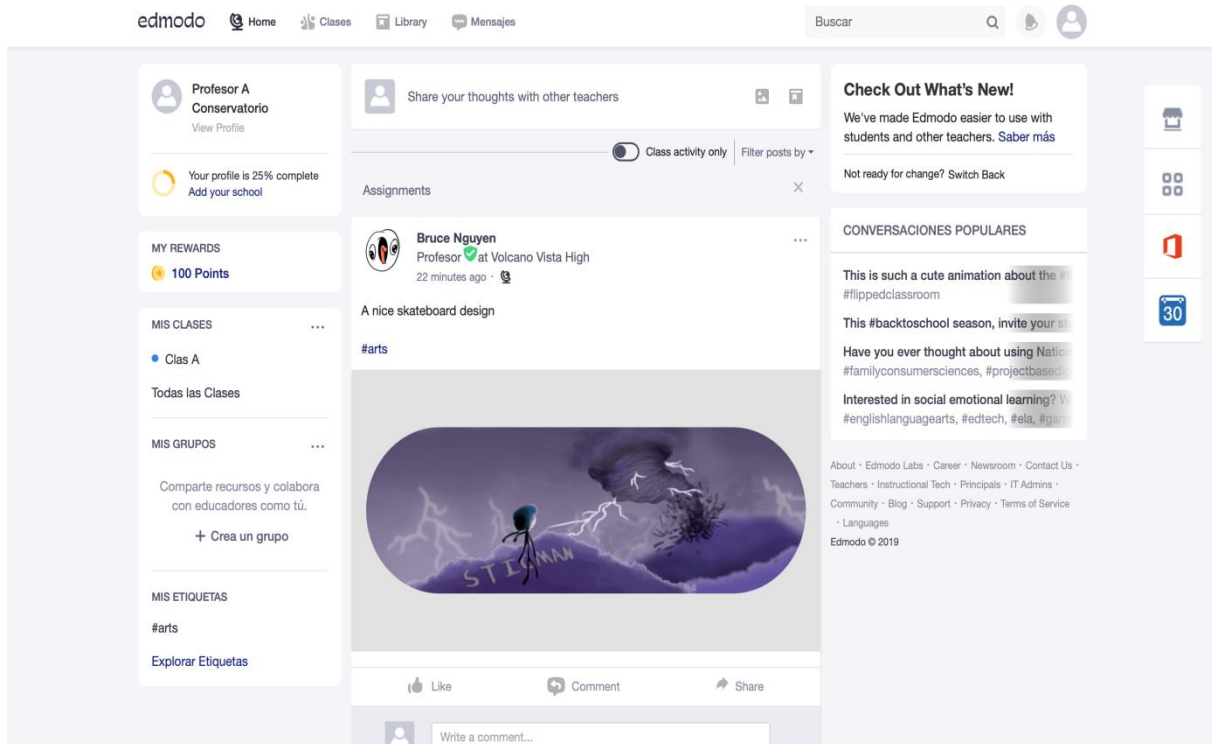 edmodo Home Clases Library Mensajes Buscar
Profesor A
Conservatorio
View Profile
Your profile is 25% complete
Add your school
MY REWARDS
100 Points
MIS CLASES
Clas A
Todas las Clases
MIS GRUPOS
Comparte recursos y colabora
con educadores como tú.
+ Crea un grupo
MIS ETIQUETAS
#arts
Explorar Etiquetas
Share your thoughts with other teachers
Class activity only Filter posts by
Assignments
Bruce Nguyen
Profesor at Volcano Vista High
22 minutes ago ·
A nice skateboard design
#arts
STICMAN
Like Comment Share
Write a comment...
Check Out What's New!
We've made Edmodo easier to use with
students and other teachers. Saber más
Not ready for change? Switch Back
CONVERSACIONES POPULARES
This is such a cute animation about the
#flippedclassroom
This #backtoschool season, invite your
Have you ever thought about using
#familyconsumersciences,
Interested in social emotional learning?
#englishlanguagearts, #edtech, #ela,
About · Edmodo Labs · Career · Newsroom · Contact Us ·
Teachers · Instructional Tech · Principals · IT Admins ·
Community · Blog · Support · Privacy · Terms of Service
· Languages
Edmodo © 2019
30